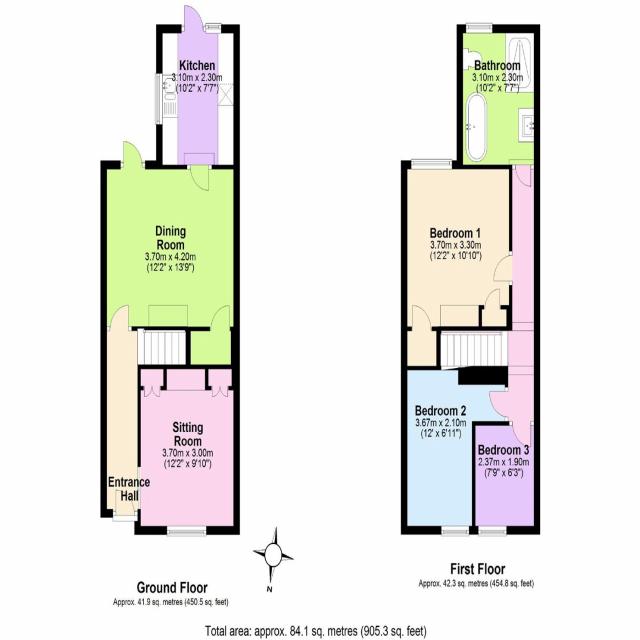 Kitchen
3.10m x 2.30m
(10'2" x 7'7")
Dining
Room
3.70m x 4.20m
(12'2" x 13'9")
Sitting
Room
3.70m x 3.00m
(12'2" x 9'10")
Entrance
Hall
Ground Floor
Approx. 41.9 sq. metres (450.5 sq. feet)
N
Bathroom
3.10m x 2.30m
(10'2" x 7'7")
Bedroom 1
3.70m x 3.30m
(12'2" x 10'10")
Bedroom 2
3.67m x 2.10m
(12' x 6'11")
Bedroom 3
2.37m x 1.90m
(7'9" x 6'3")
First Floor
Approx. 42.3 sq. metres (454.8 sq. feet)
Total area: approx. 84.1 sq. metres (905.3 sq. feet)